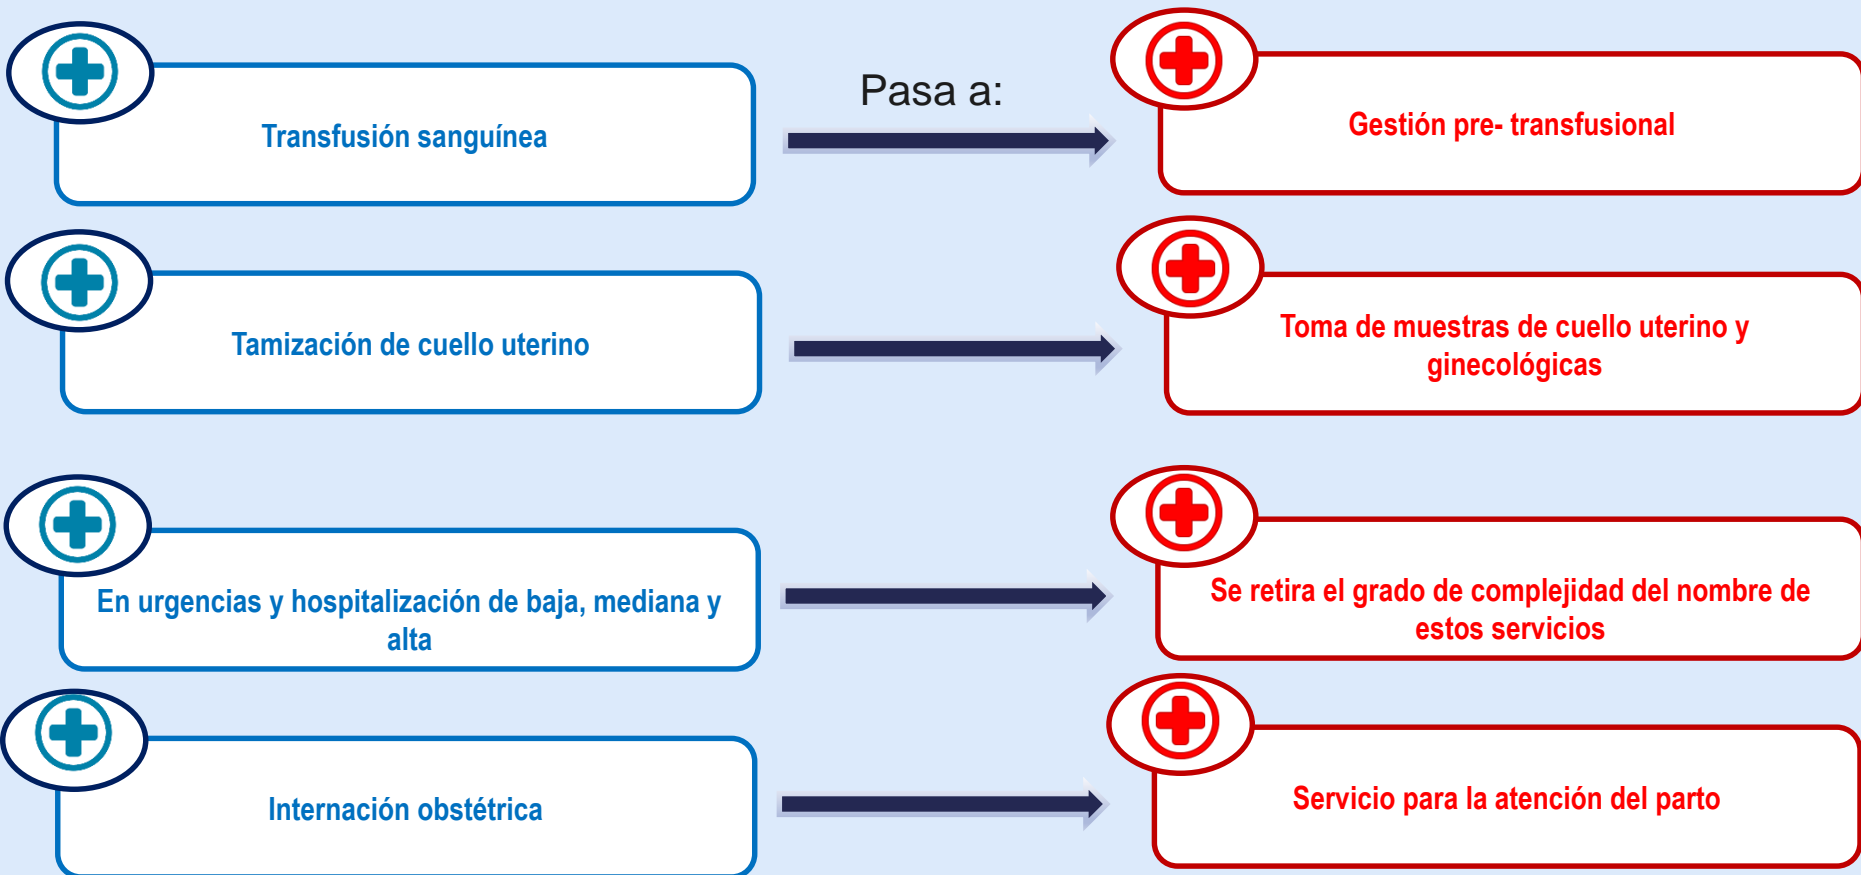 Transfusión sanguínea
Pasa a:
Gestión pre- transfusional
Tamización de cuello uterino
Toma de muestras de cuello uterino y
ginecológicas
En urgencias y hospitalización de baja, mediana y
alta
Se retira el grado de complejidad del nombre de
estos servicios
Internación obstétrica
Servicio para la atención del parto